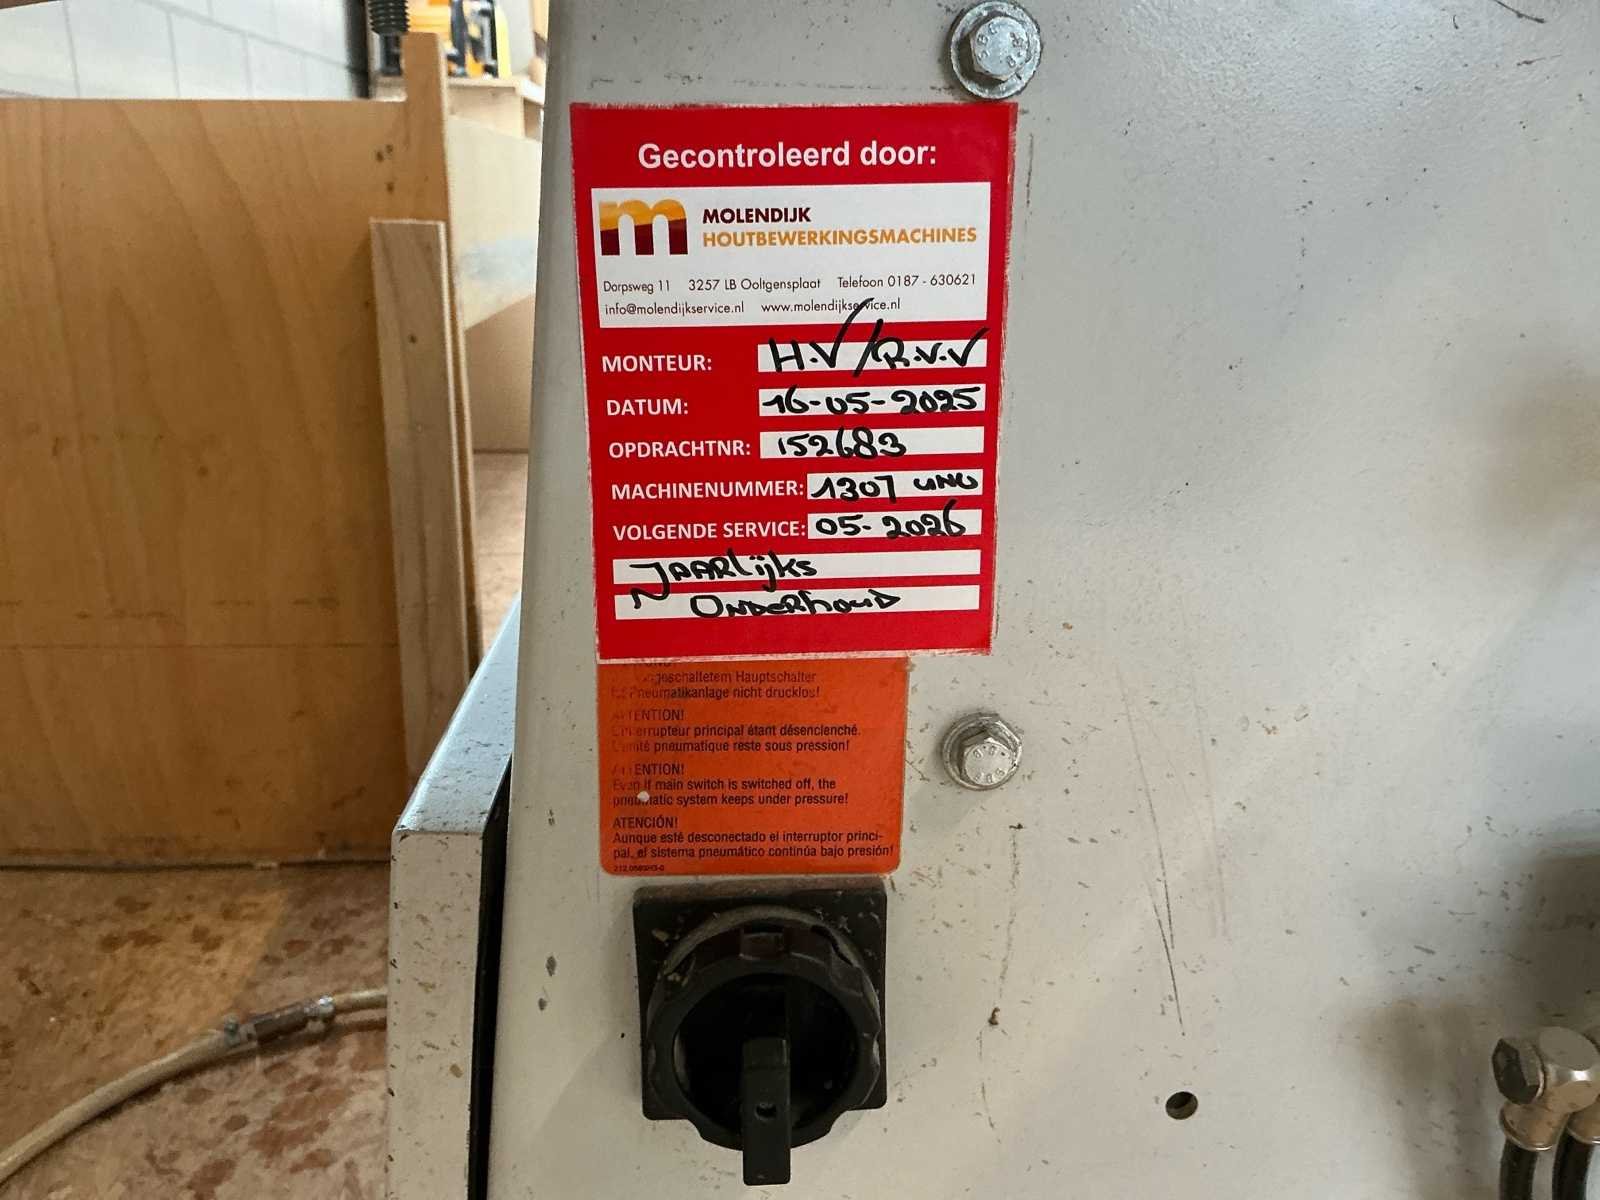 Gecontroleerd door:
MOLENDIJK
HOUTBEWERKINGSMACHINES
Dorpsweg 11 3257 LB Ooltgensplaat Telefoon 0187 - 630621
info@molendijkservice.nl www.molendijkservice.nl
MONTEUR: H.V/R.V.V
DATUM: 16-05-2025
OPDRACHTNR: 152683
MACHINENUMMER: 1307
VOLGENDE SERVICE: 05-2026
JAARLijks
ONDERHOUD
Hauptschalter
Pneumatikanlage nicht drucklos!
ATTENTION!
L'interrupteur principal étant désenclenché.
L'unité pneumatique reste sous pression!
ATTENTION!
Even if main switch is switched off, the
pneumatic system keeps under pressure!
ATENCIÓN!
Aunque esté desconectado el interruptor princi-
pal, el sistema pneumático continúa bajo presión!